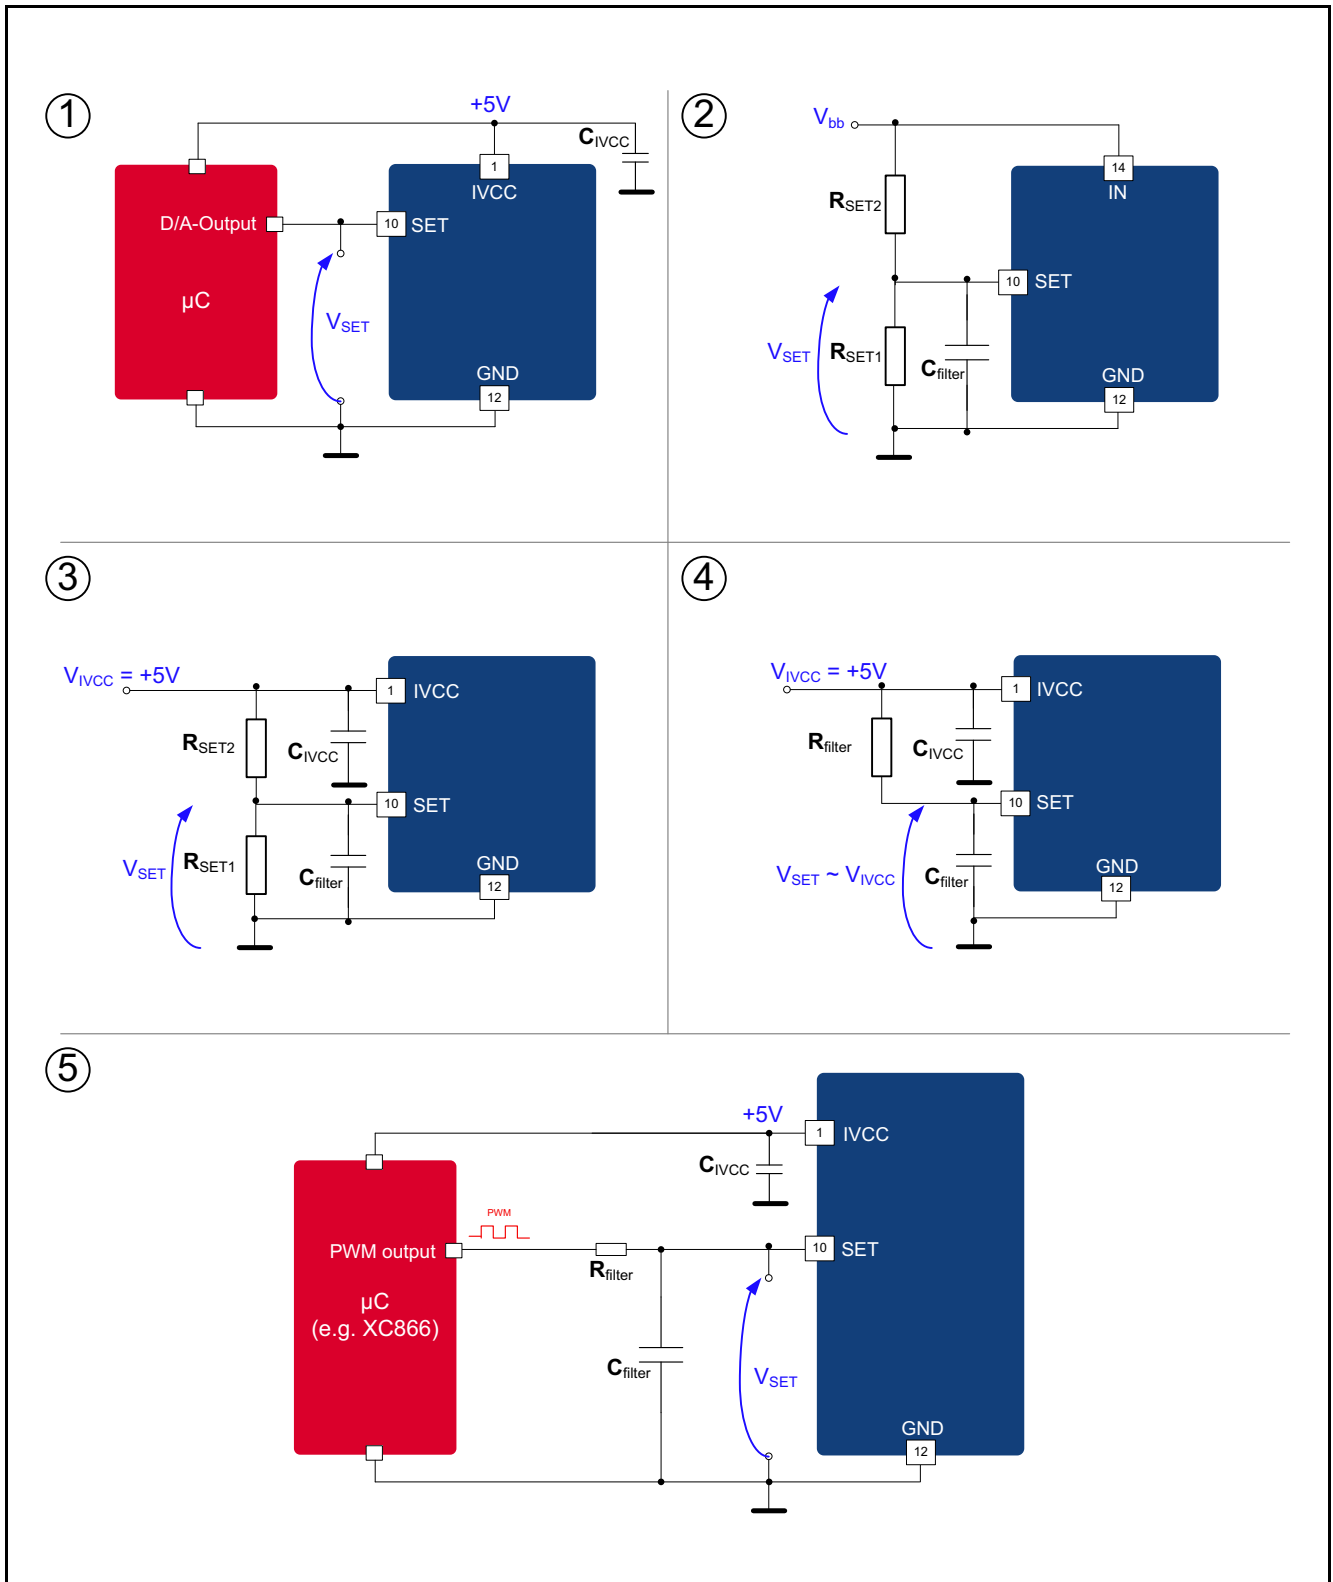 1
+5V
CIVCC
1
IVCC
D/A-Output
10
SET
µC
VSET
GND
12
2
Vbb
14
IN
RSET2
10
SET
VSET
RSET1
Cfilter
GND
12
3
VIVCC = +5V
1
IVCC
RSET2
CIVCC
10
SET
VSET
RSET1
Cfilter
GND
12
4
VIVCC = +5V
1
IVCC
Rfilter
CIVCC
10
SET
VSET ~ VIVCC
Cfilter
GND
12
5
+5V
1
IVCC
CIVCC
PWM
PWM output
10
SET
Rfilter
µC
(e.g. XC866)
Cfilter
VSET
GND
12